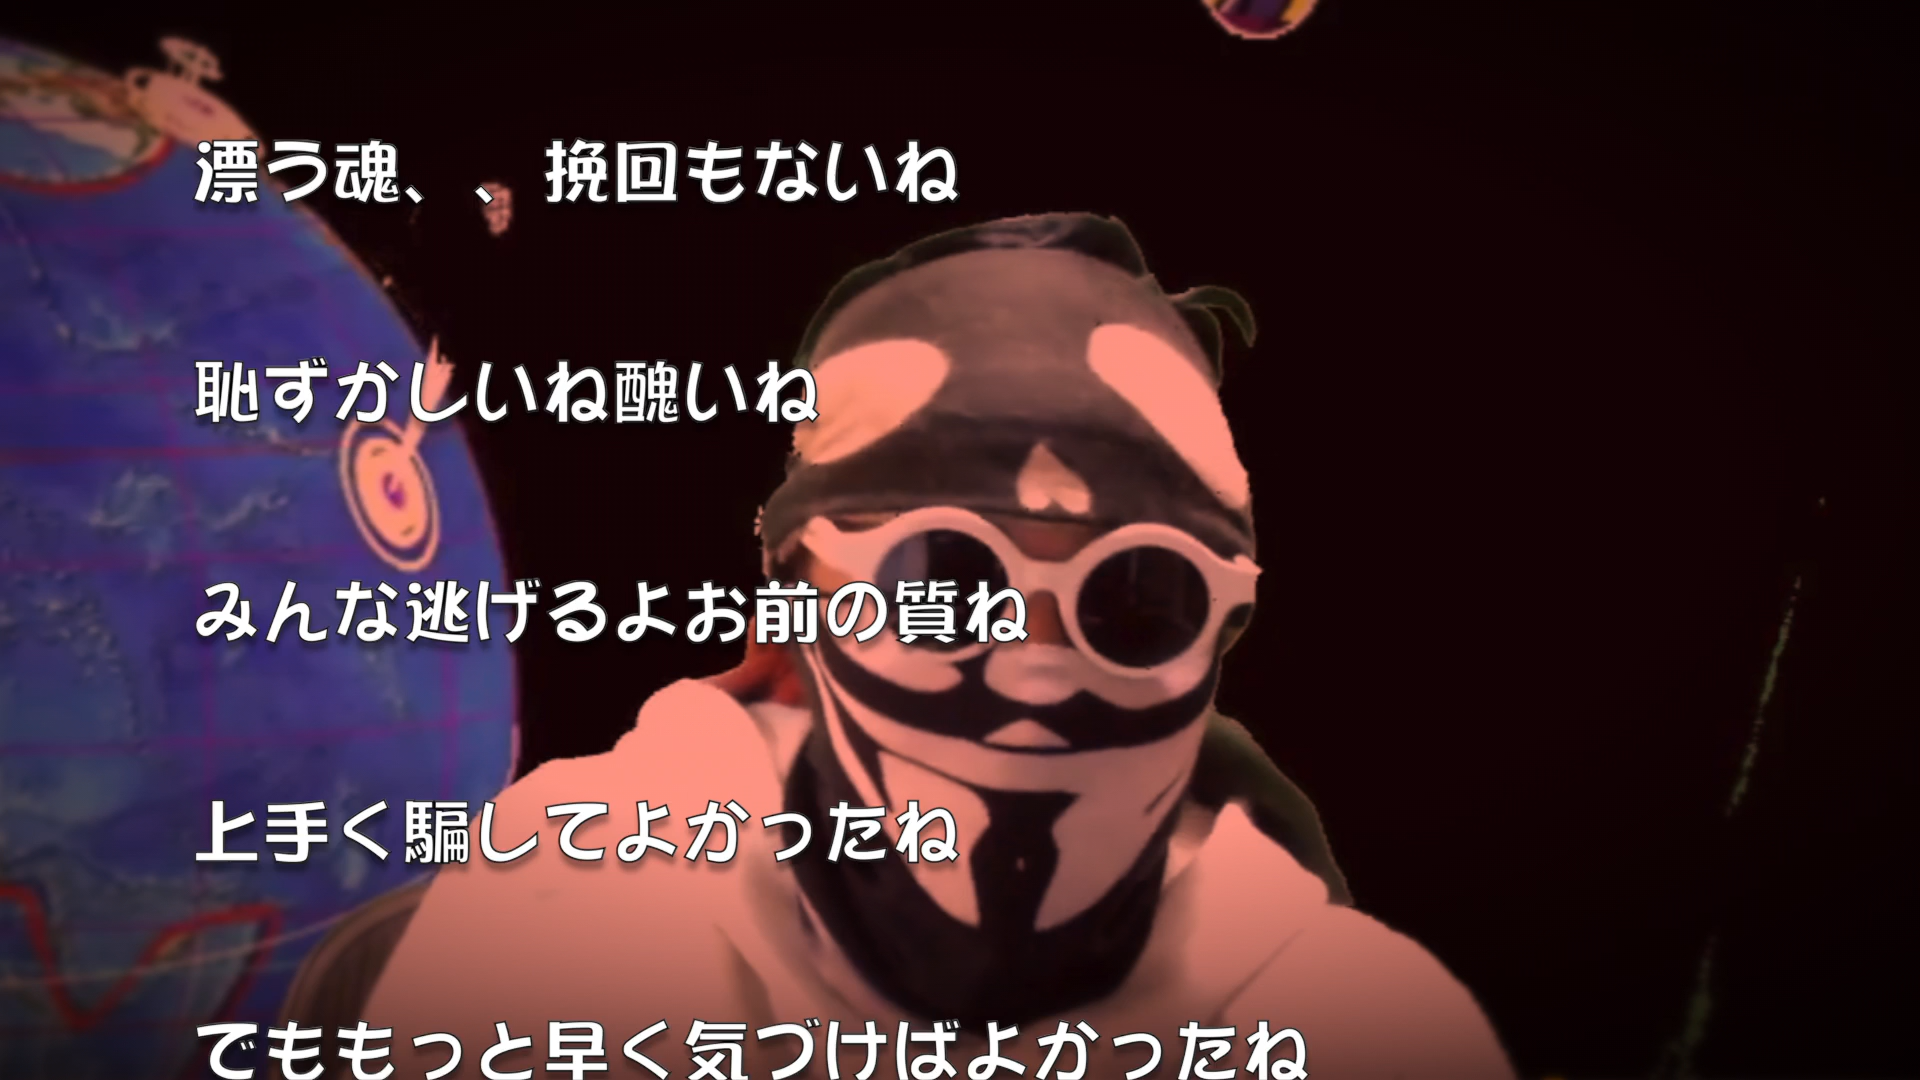 漂う魂、、挽回もないね
恥ずかしいね醜いね
みんな逃げるよお前の質ね
上手く騙してよかったね
でももっと早く気づけばよかったね